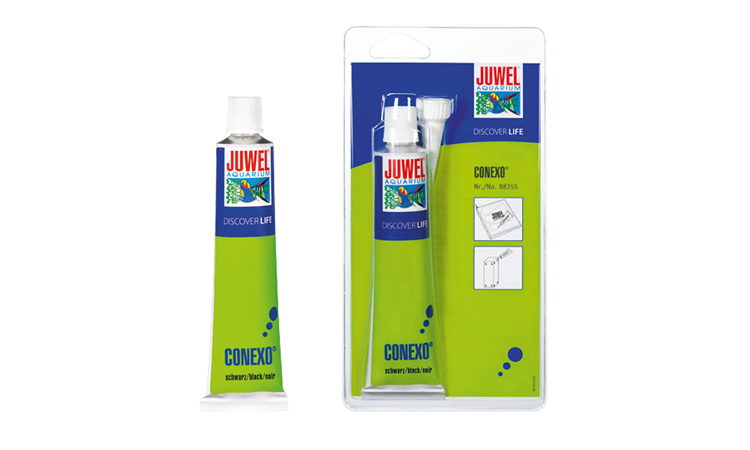 JUWEL®
AQUARIUM
DISCOVER LIFE
CONEXO®
schwarz/black/noir
JUWEL®
AQUARIUM
DISCOVER LIFE
CONEXO®
schwarz/black/noir
JUWEL
AQUARIUM
DISCOVER LIFE
CONEXO®
Nr./No. 88355
JUWEL